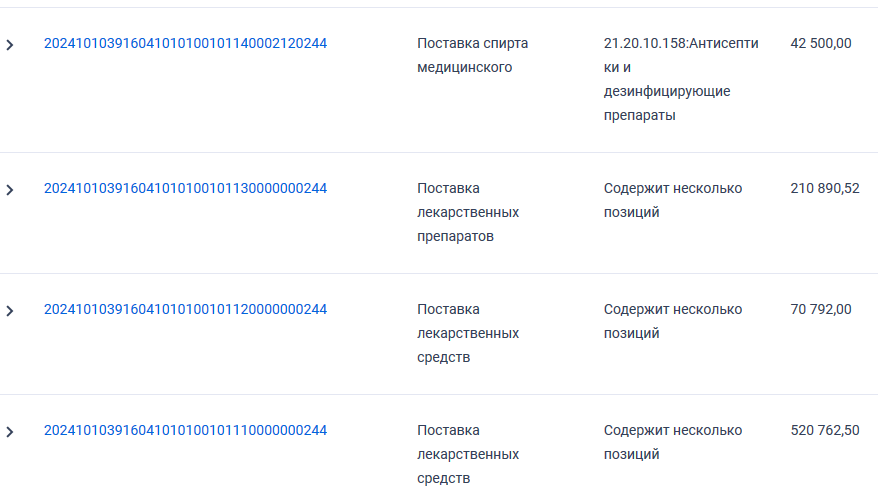 202410103916041010100101140002120244 Поставка спирта 21.20.10.158:Антисепти 42 500,00
медицинского ки и
дезинфицирующие
препараты
202410103916041010100101130000000244 Поставка Содержит несколько 210 890,52
лекарственных позиций
препаратов
202410103916041010100101120000000244 Поставка Содержит несколько 70 792,00
лекарственных позиций
средств
202410103916041010100101110000000244 Поставка Содержит несколько 520 762,50
лекарственных позиций
средств